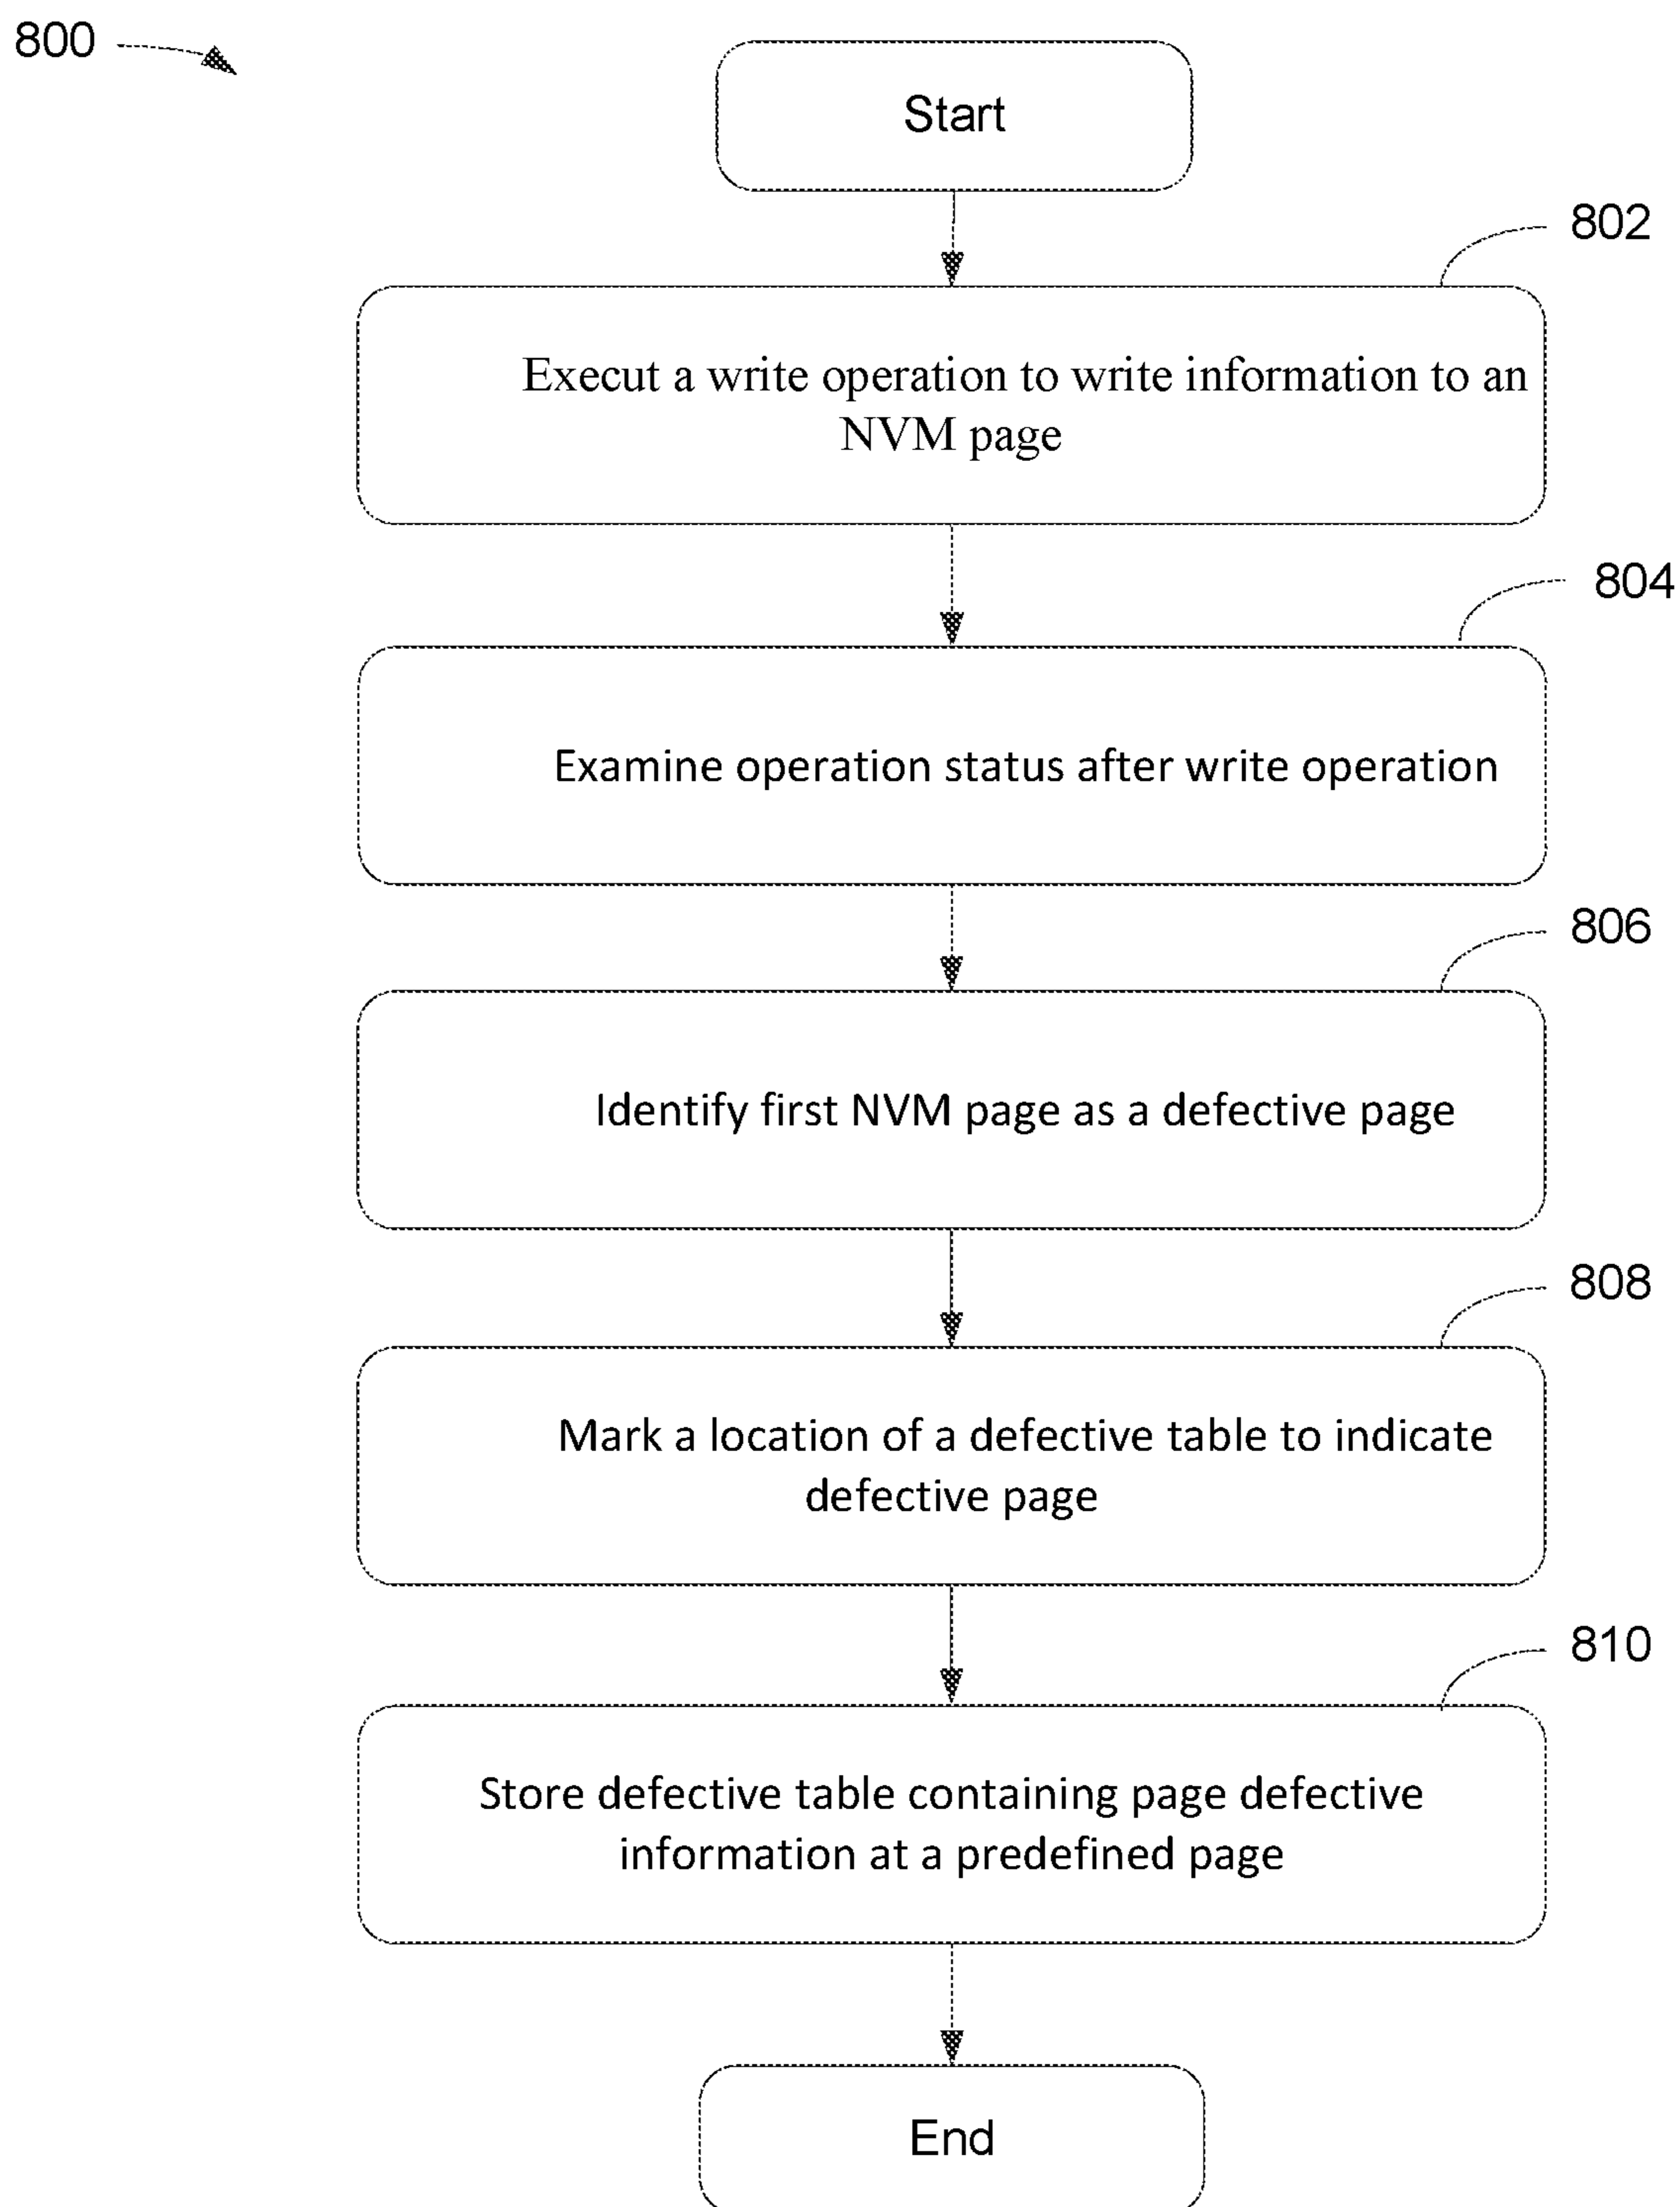 800
Start
802
Execut a write operation to write information to an
NVM page
804
Examine operation status after write operation
806
Identify first NVM page as a defective page
808
Mark a location of a defective table to indicate
defective page
810
Store defective table containing page defective
information at a predefined page
End